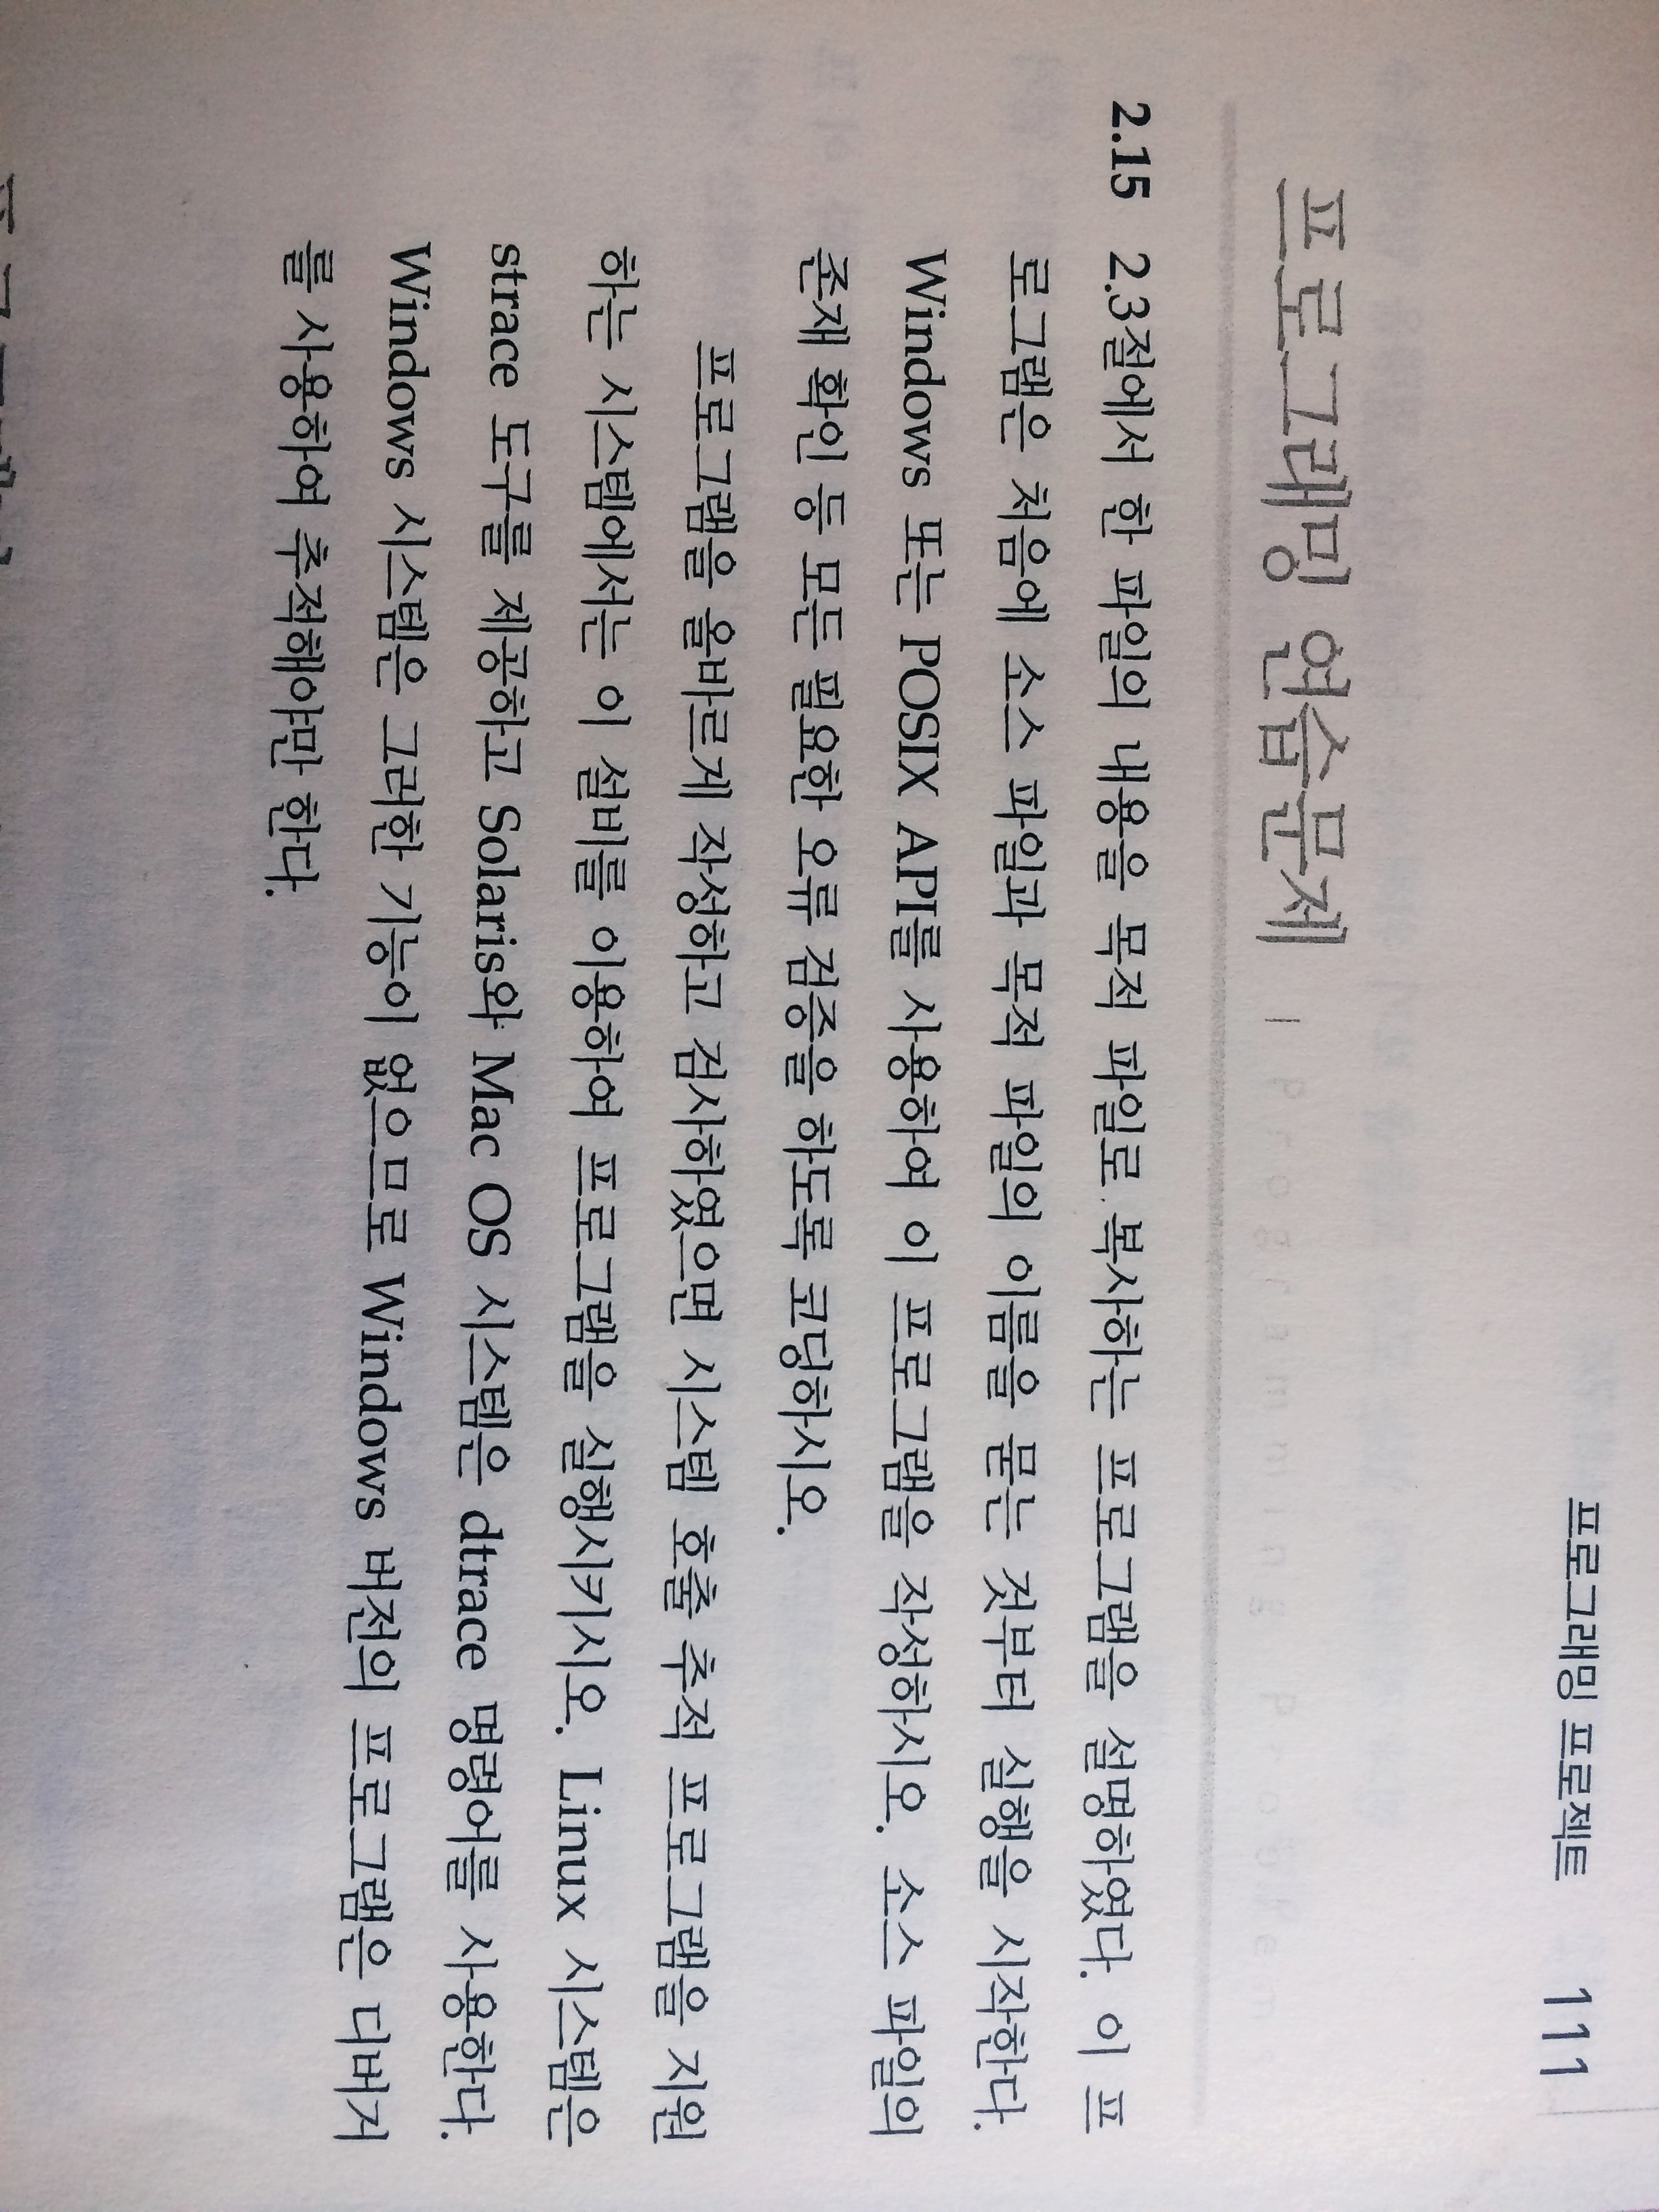 프로그래밍 프로젝트 111
프로그래밍 연습문제
2.15 2.3절에서 한 파일의 내용을 목적 파일로 복사하는 프로그램을 설명하였다. 이 프
로그램은 처음에 소스 파일과 목적 파일의 이름을 묻는 것부터 실행을 시작한다.
Windows 또는 POSIX API를 사용하여 이 프로그램을 작성하시오. 소스 파일의
존재 확인 등 모든 필요한 오류 검증을 하도록 코딩하시오.
프로그램을 올바르게 작성하고 검사하였으면 시스템 호출 추적 프로그램을 지원
하는 시스템에서는 이 설비를 이용하여 프로그램을 실행시키시오. Linux 시스템은
strace 도구를 제공하고 Solaris와 Mac OS 시스템은 dtrace 명령어를 사용한다.
Windows 시스템은 그러한 기능이 없으므로 Windows 버전의 프로그램은 디버거
를 사용하여 추적해야만 한다.